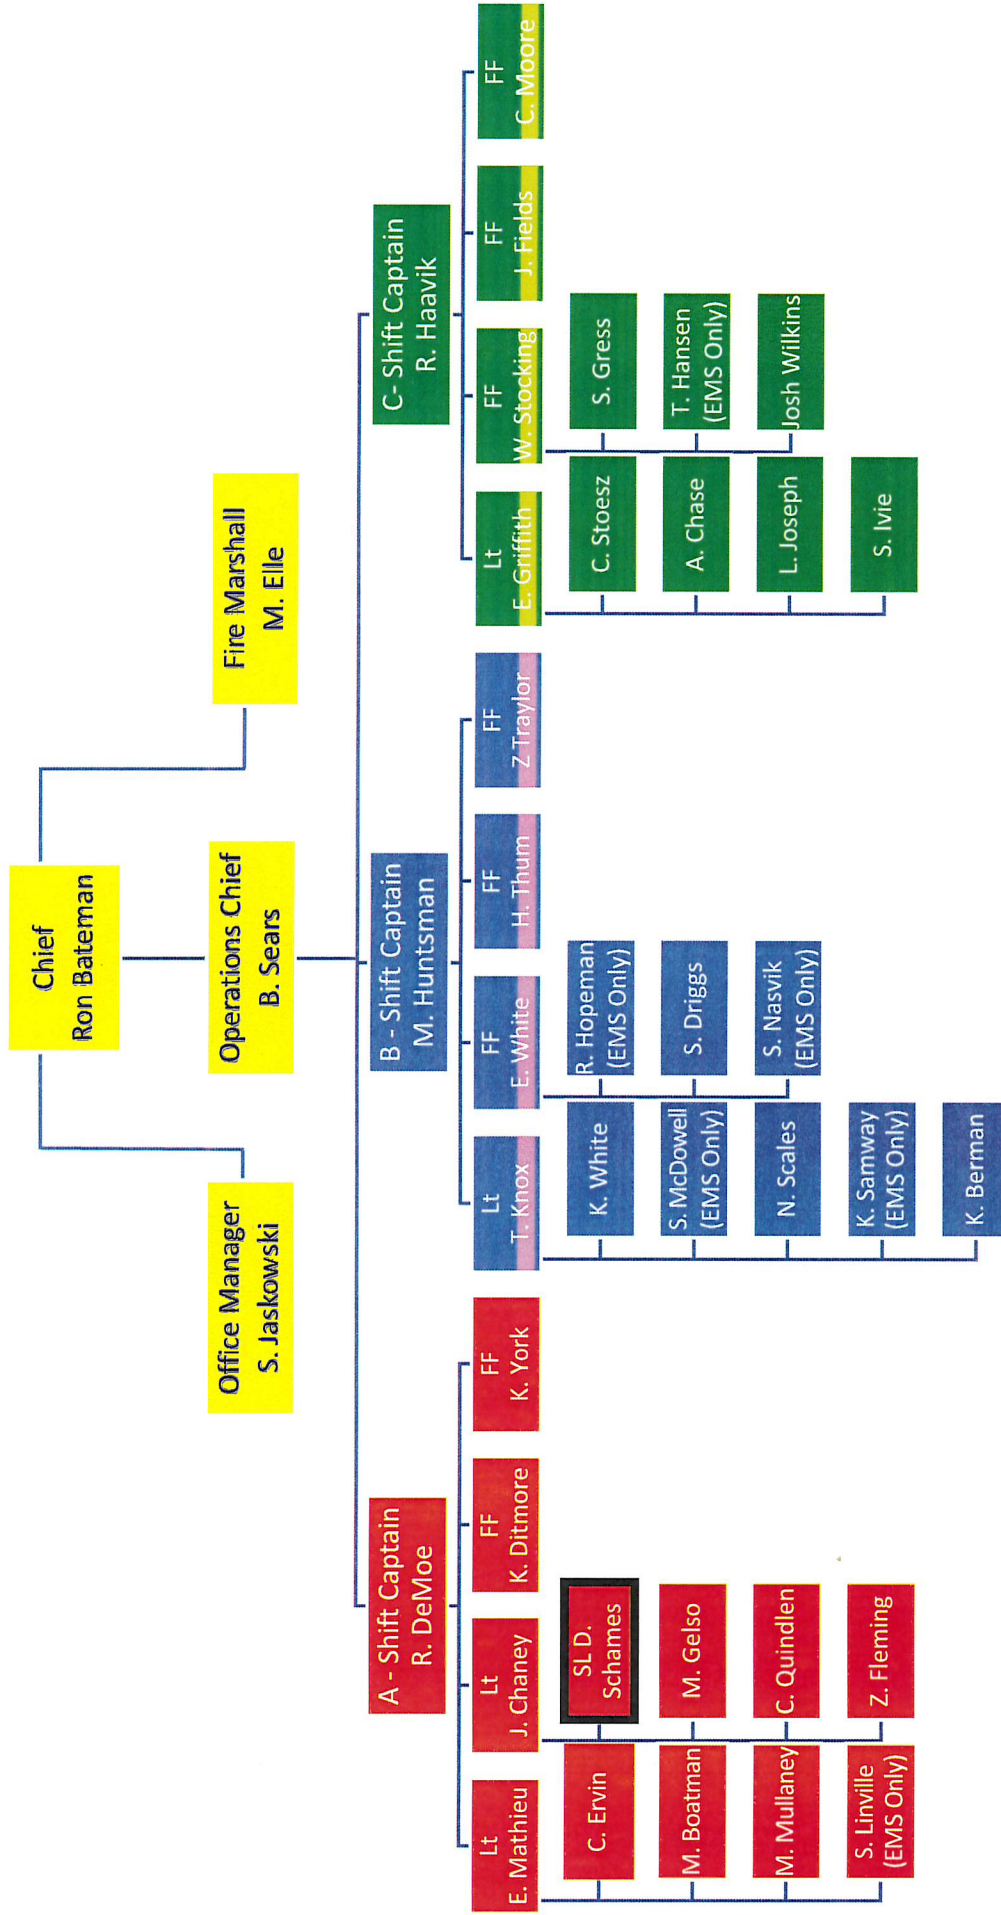 Chief
Ron Bateman
Office Manager
S. Jaskowski
Operations Chief
B. Sears
Fire Marshall
M. Elle
A - Shift Captain
R. DeMoe
B - Shift Captain
M. Huntsman
C- Shift Captain
R. Haavik
Lt
E. Mathieu
Lt
J. Chaney
FF
K. Ditmore
FF
K. York
Lt
T. Knox
FF
E. White
FF
H. Thum
FF
Z Traylor
Lt
E. Griffith
FF
W. Stocking
FF
J. Fields
FF
C. Moore
C. Ervin
M. Boatman
M. Mullaney
S. Linville
(EMS Only)
SL D.
Schames
M. Gelso
C. Quindlen
Z. Fleming
K. White
S. McDowell
(EMS Only)
N. Scales
K. Samway
(EMS Only)
K. Berman
R. Hopeman
(EMS Only)
S. Driggs
S. Nasvik
(EMS Only)
C. Stoesz
A. Chase
L. Joseph
S. Ivie
S. Gress
T. Hansen
(EMS Only)
Josh Wilkins